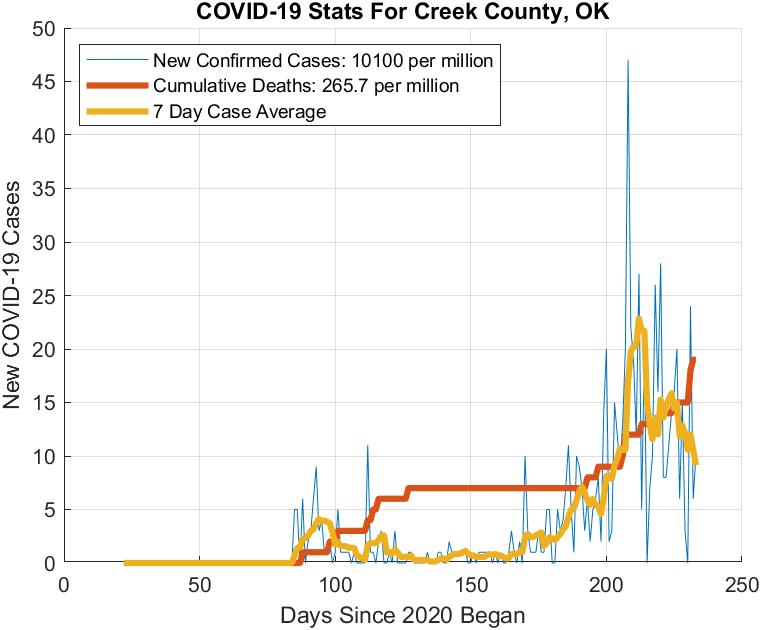 COVID-19 Stats For Creek County, OK
New Confirmed Cases: 10100 per million
Cumulative Deaths: 265.7 per million
7 Day Case Average
50
45
40
35
30
25
20
15
10
5
0
New COVID-19 Cases
0 50 100 150 200 250
Days Since 2020 Began